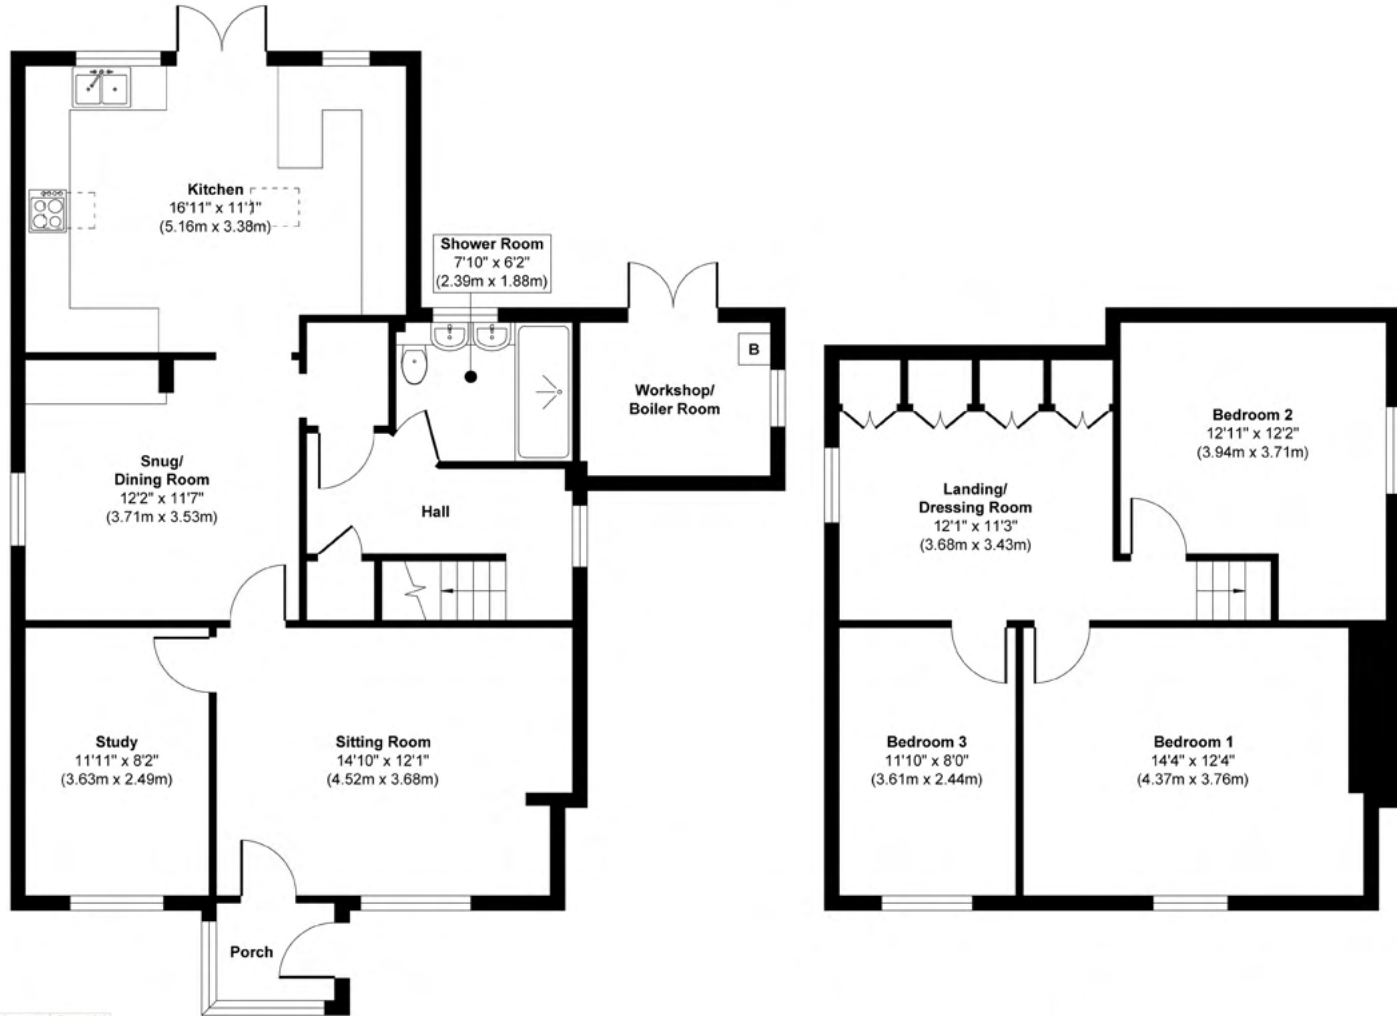 Kitchen
16'11" x 11'1"
(5.16m x 3.38m)
Shower Room
7'10" x 6'2"
(2.39m x 1.88m)
Workshop/
Boiler Room
B
Snug/
Dining Room
12'2" x 11'7"
(3.71m x 3.53m)
Hall
Study
11'11" x 8'2"
(3.63m x 2.49m)
Sitting Room
14'10" x 12'1"
(4.52m x 3.68m)
Porch
Bedroom 2
12'11" x 12'2"
(3.94m x 3.71m)
Landing/
Dressing Room
12'1" x 11'3"
(3.68m x 3.43m)
Bedroom 3
11'10" x 8'0"
(3.61m x 2.44m)
Bedroom 1
14'4" x 12'4"
(4.37m x 3.76m)